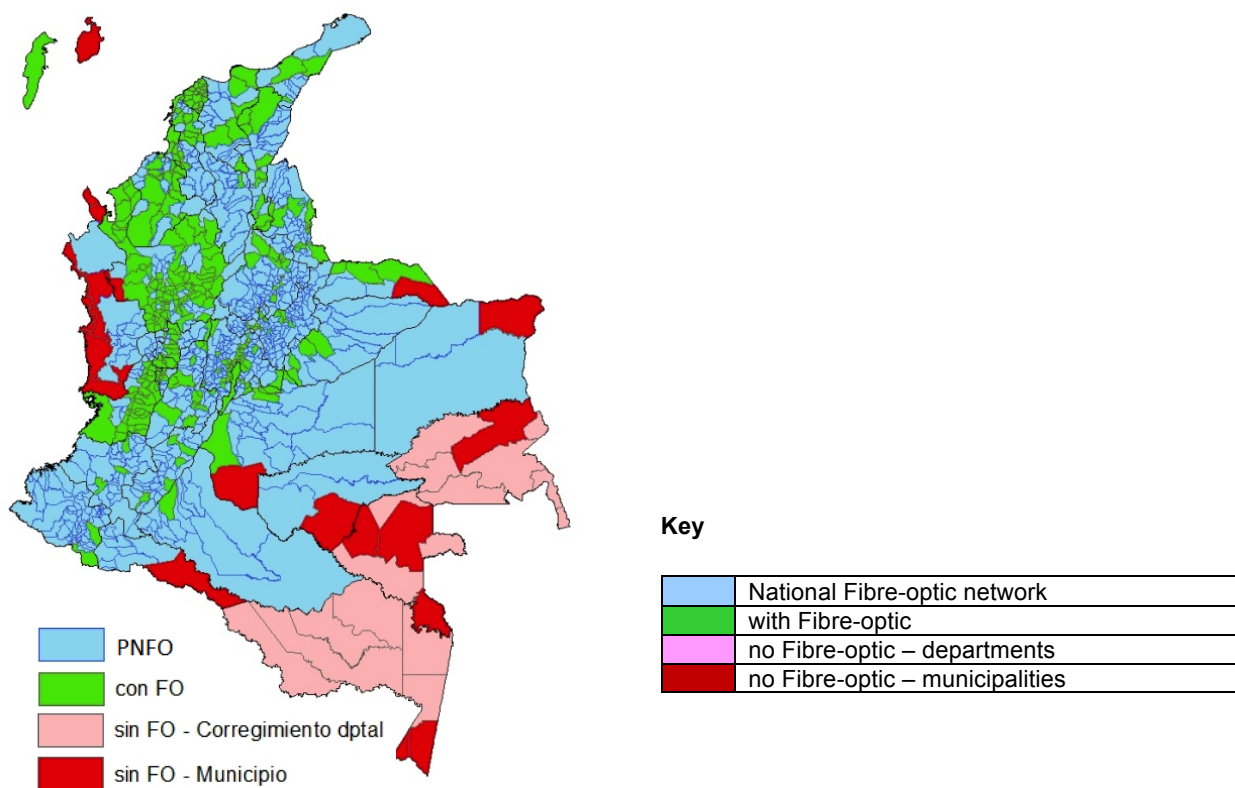 PNFO
con FO
sin FO - Corregimiento dptal
sin FO - Municipio
Key
National Fibre-optic network
with Fibre-optic
no Fibre-optic – departments
no Fibre-optic – municipalities